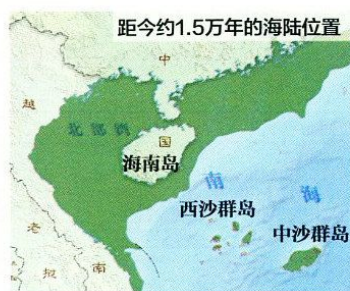 距今约1.5万年的海陆位置
中
越
北部湾
国
海南岛
南
西沙群岛
海
中沙群岛
老
挝
南